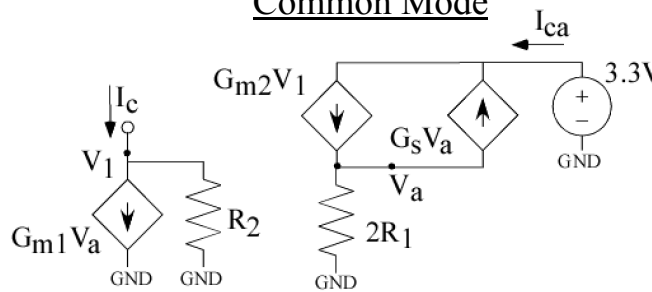 Common Mode
I_ca
3.3V
G_m2V_1
I_c
+
−
G_sV_a
GND
V_1
V_a
G_m1V_a
R_2
2R_1
GND
GND
GND